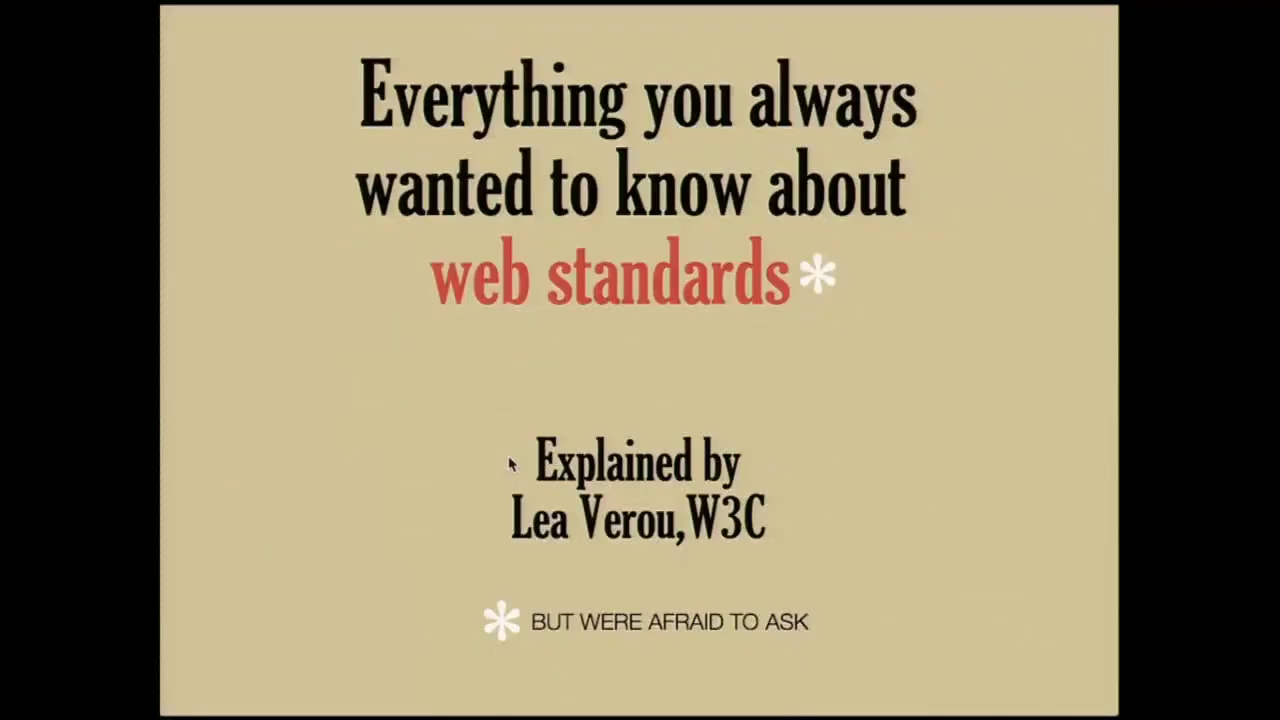 Everything you always
wanted to know about
web standards*
Explained by
Lea Verou,W3C
* BUT WERE AFRAID TO ASK